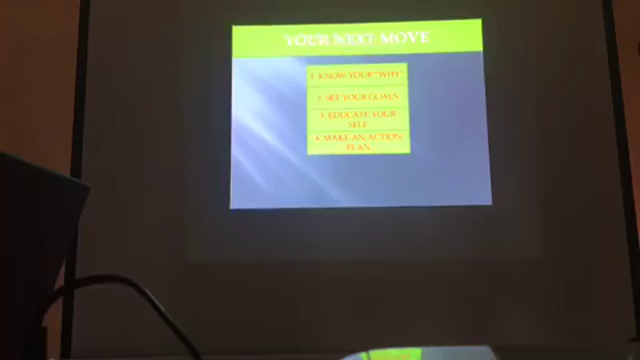 YOUR NEXT MOVE
1. KNOW YOUR "WHY"
2. SET YOUR GOALS
3. EDUCATE YOUR
SELF
4. MAKE AN ACTION
PLAN